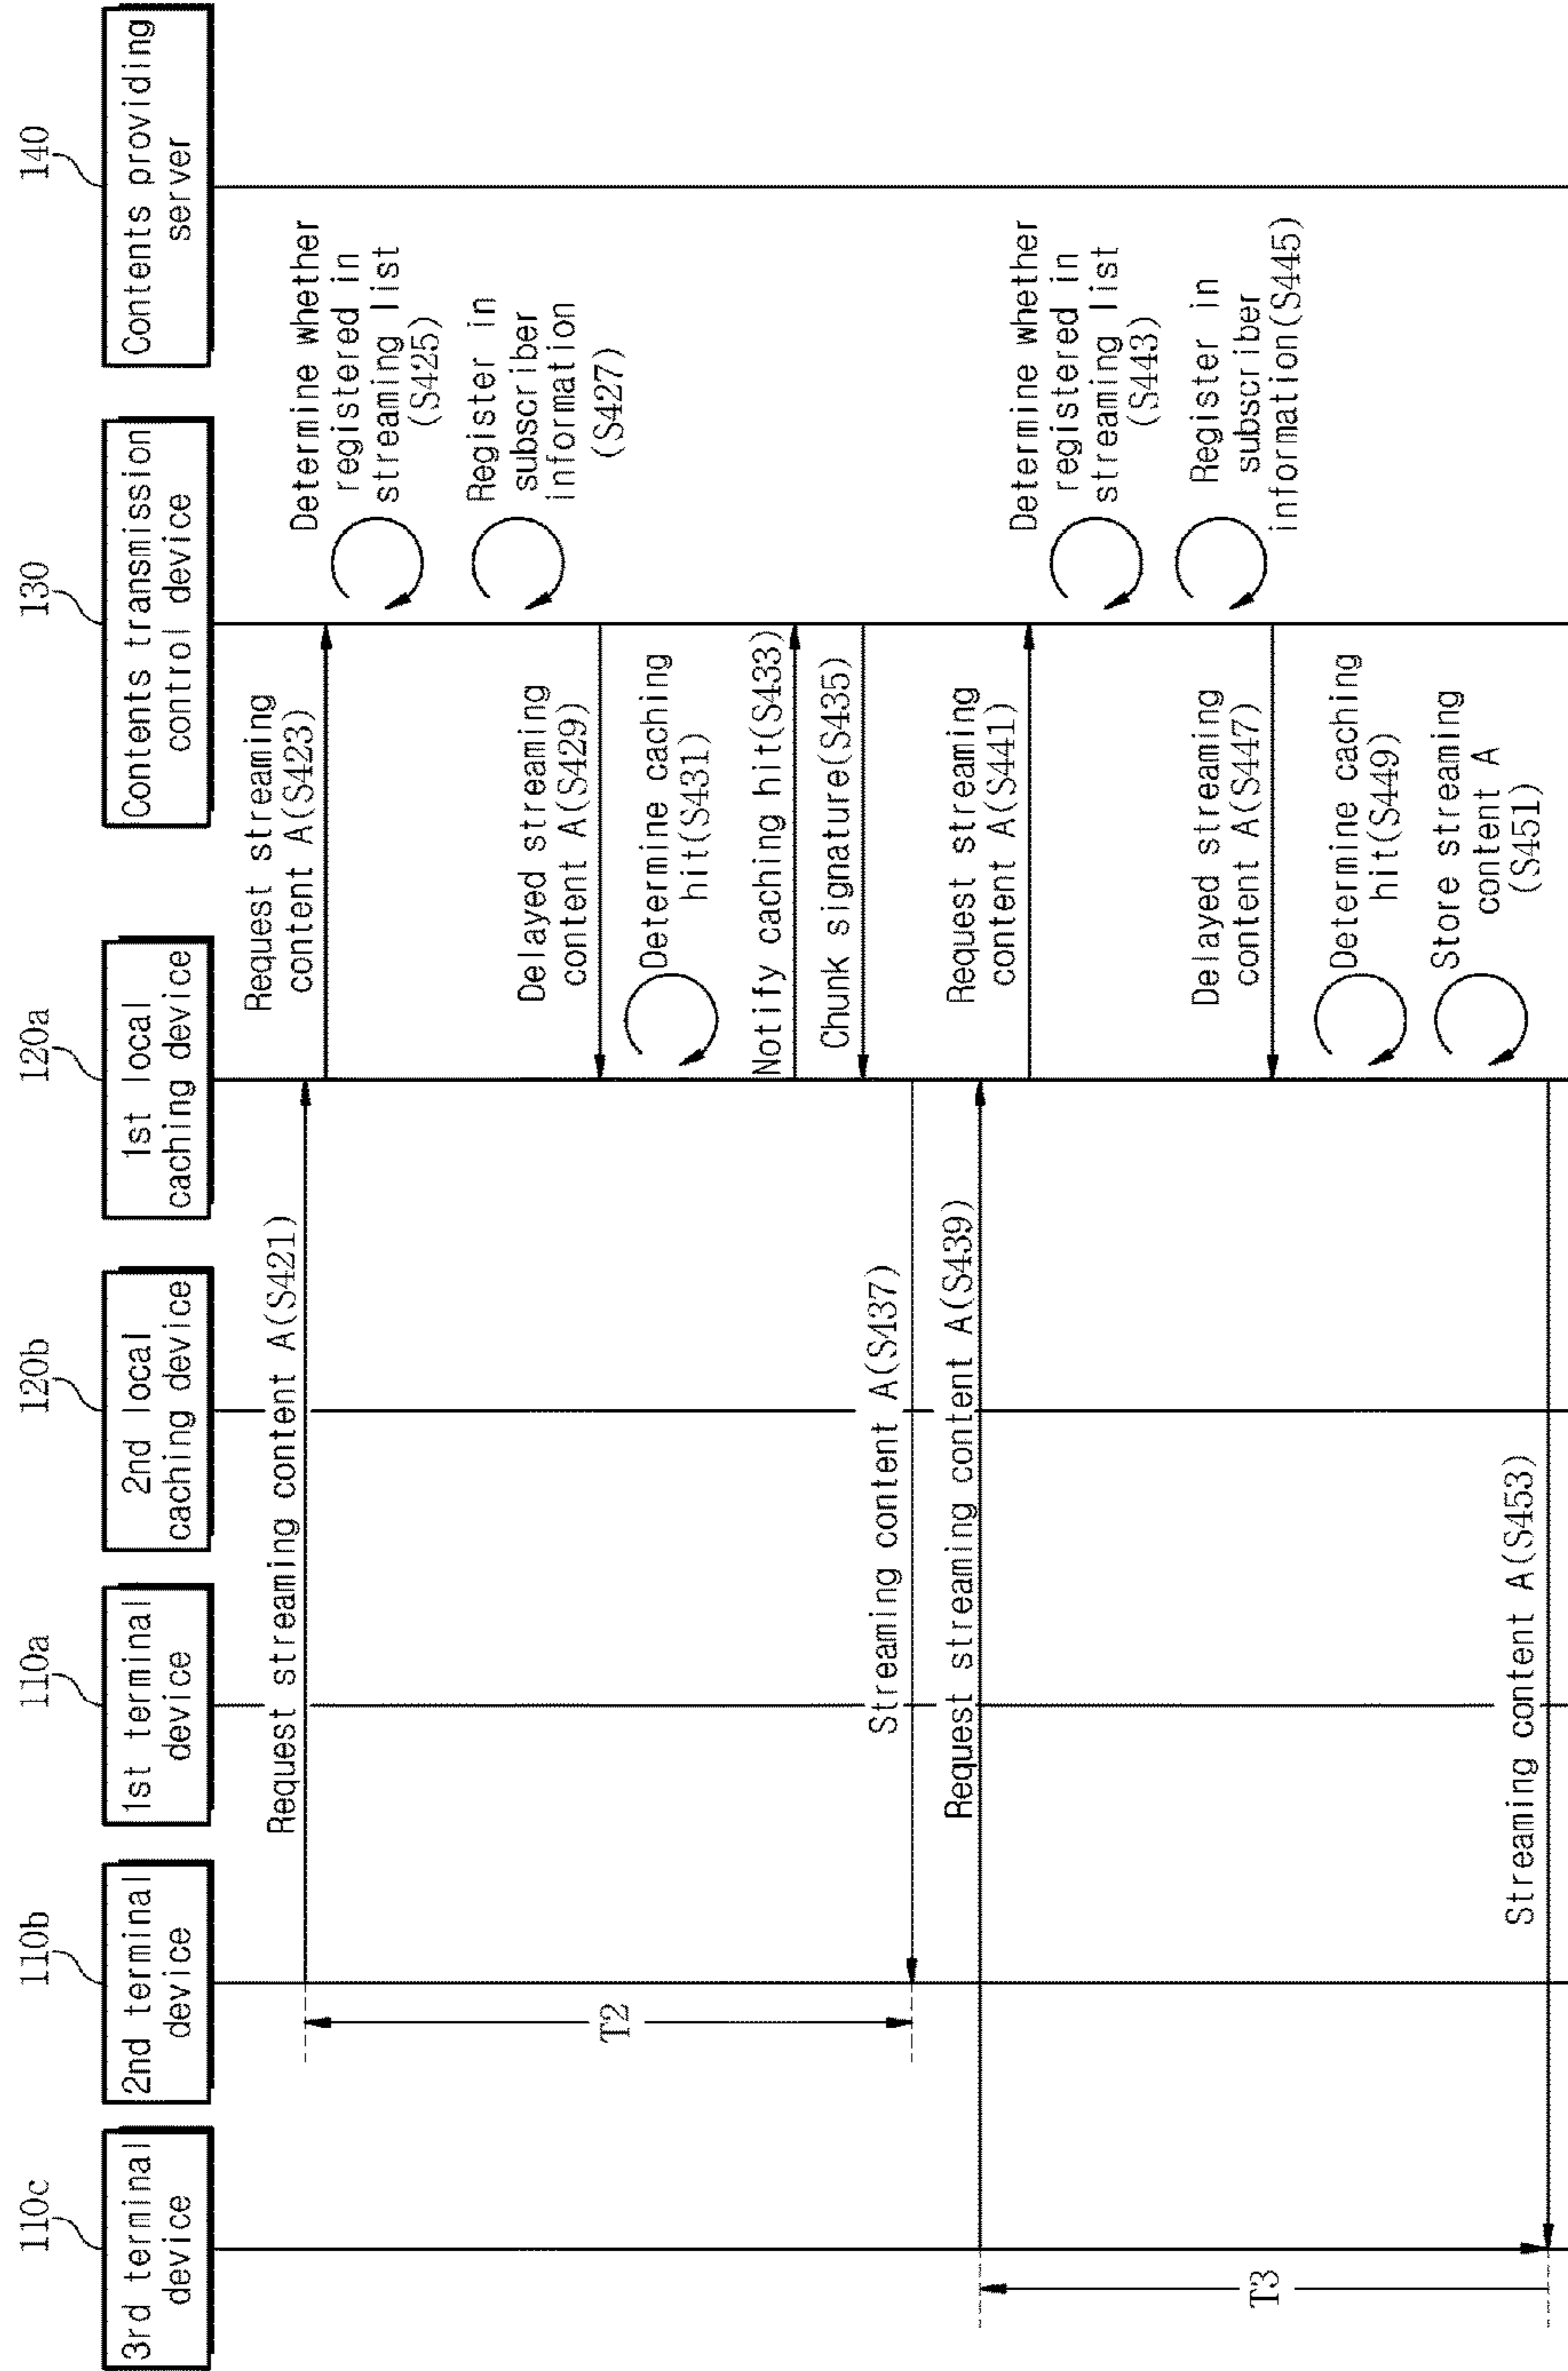 110c
3rd terminal
device
110b
2nd terminal
device
110a
1st terminal
device
120b
2nd local
caching device
120a
1st local
caching device
130
Contents transmission
control device
140
Contents providing
server
Request streaming content A(S421)
Request streaming
content A(S423)
Determine whether
registered in
streaming list
(S425)
Register in
subscriber
information
(S427)
Delayed streaming
content A(S429)
Determine caching
hit(S431)
T2
Notify caching hit(S433)
Chunk signature(S435)
Streaming content A(S437)
Request streaming content A(S439)
Request streaming
content A(S441)
Determine whether
registered in
streaming list
(S443)
Register in
subscriber
information(S445)
Delayed streaming
content A(S447)
Determine caching
hit(S449)
T3
Store streaming
content A
(S451)
Streaming content A(S453)